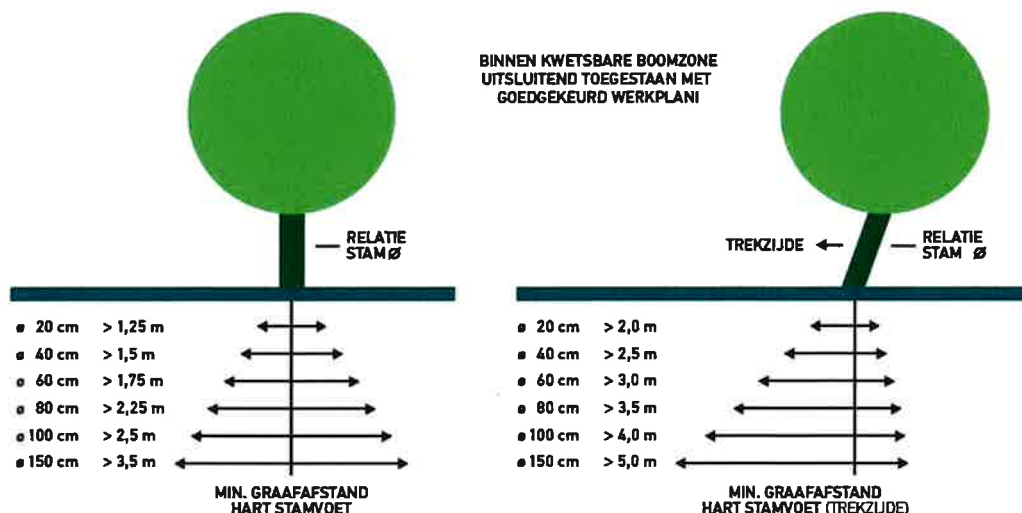 BINNEN KWETSBARE BOOMZONE
UITSLUITEND TOEGESTAAN MET
GOEDGEKEURD WERKPLAN!
RELATIE
STAM Ø
ø 20 cm > 1,25 m
ø 40 cm > 1,5 m
ø 60 cm > 1,75 m
ø 80 cm > 2,25 m
ø 100 cm > 2,5 m
ø 150 cm > 3,5 m
MIN. GRAAFAFSTAND
HART STAMVOET
TREKZIJDE
RELATIE
STAM Ø
ø 20 cm > 2,0 m
ø 40 cm > 2,5 m
ø 60 cm > 3,0 m
ø 80 cm > 3,5 m
ø 100 cm > 4,0 m
ø 150 cm > 5,0 m
MIN. GRAAFAFSTAND
HART STAMVOET (TREKZIJDE)